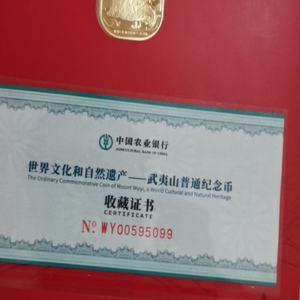 中国农业银行
AGRICULTURAL BANK OF CHINA
世界文化和自然遗产——武夷山普通纪念币
The Ordinary Commemorative Coin of Mount Wuyi, a World Cultural and Natural Heritage
收藏证书
CERTIFICATE
Nº WY00595099